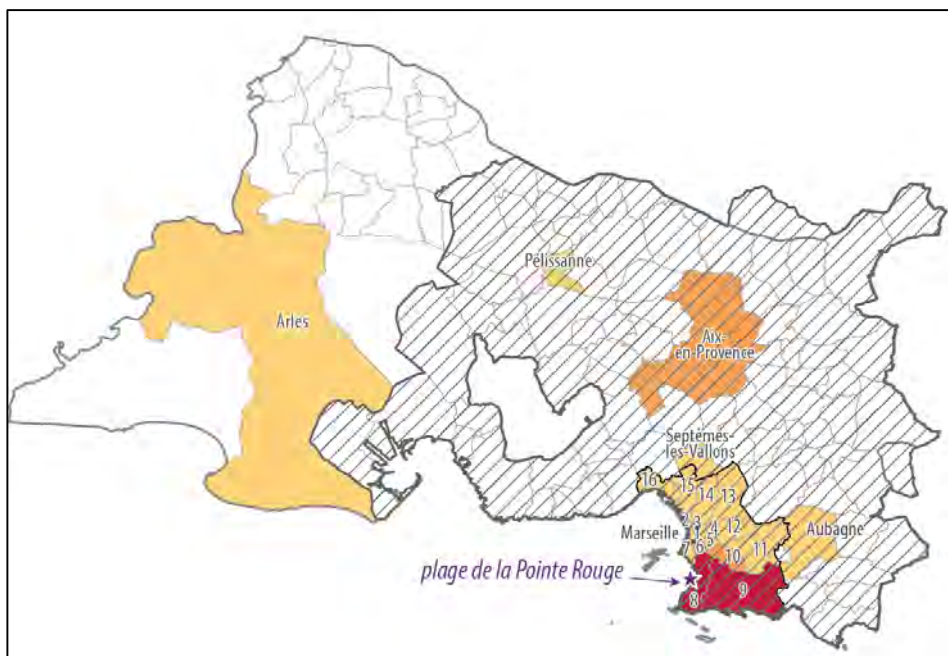 Pélissanne
Arles
Aix-
en-Provence
Septèmes-
les-Vallons
16
15
14
13
2
3
Marseille
1
4
12
Aubagne
7
6
5
11
10
plage de la Pointe Rouge
9
8